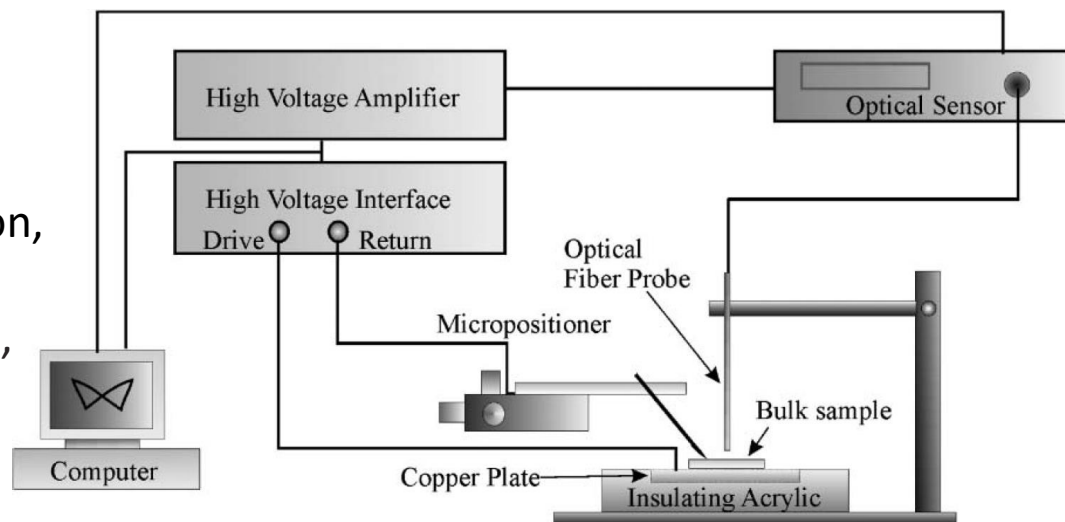 High Voltage Amplifier
Optical Sensor
High Voltage Interface
Drive
Return
on,
,
Optical
Fiber Probe
Micropositioner
Bulk sample
Computer
Copper Plate
Insulating Acrylic